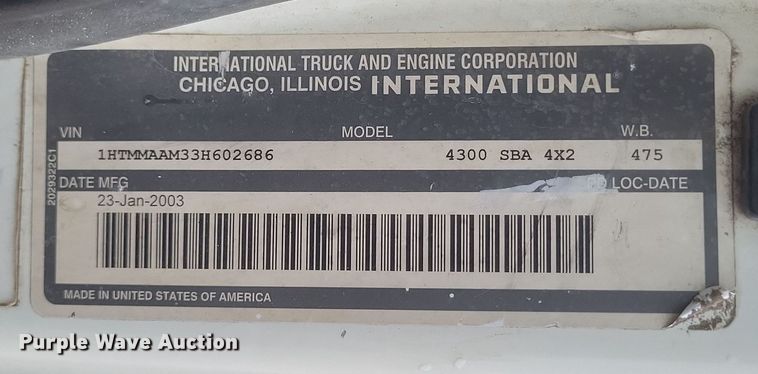 INTERNATIONAL TRUCK AND ENGINE CORPORATION
CHICAGO, ILLINOIS INTERNATIONAL®
VIN MODEL W.B.
1HTMMAAM33H602686 4300 SBA 4X2 475
DATE MFG LOC-DATE
23-Jan-2003
MADE IN UNITED STATES OF AMERICA
2029322C1
Purple Wave Auction